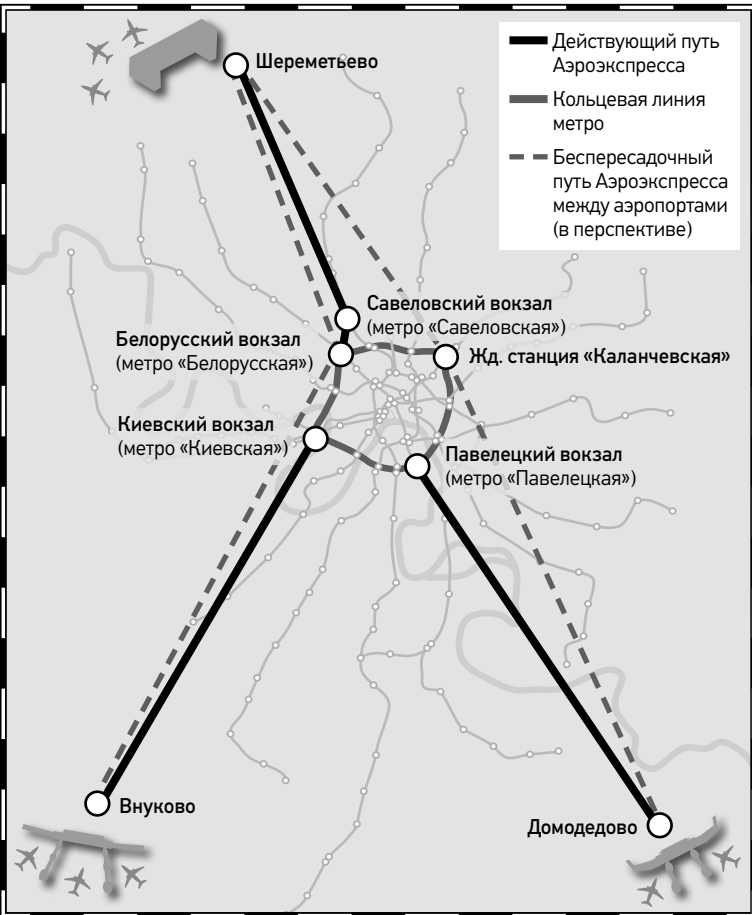 Шереметьево
Действующий путь
Аэроэкспресса
Кольцевая линия
метро
Беспересадочный
путь Аэроэкспресса
между аэропортами
(в перспективе)
Савеловский вокзал
(метро «Савеловская»)
Белорусский вокзал
(метро «Белорусская»)
Жд. станция «Каланчевская»
Киевский вокзал
(метро «Киевская»)
Павелецкий вокзал
(метро «Павелецкая»)
Внуково
Домодедово